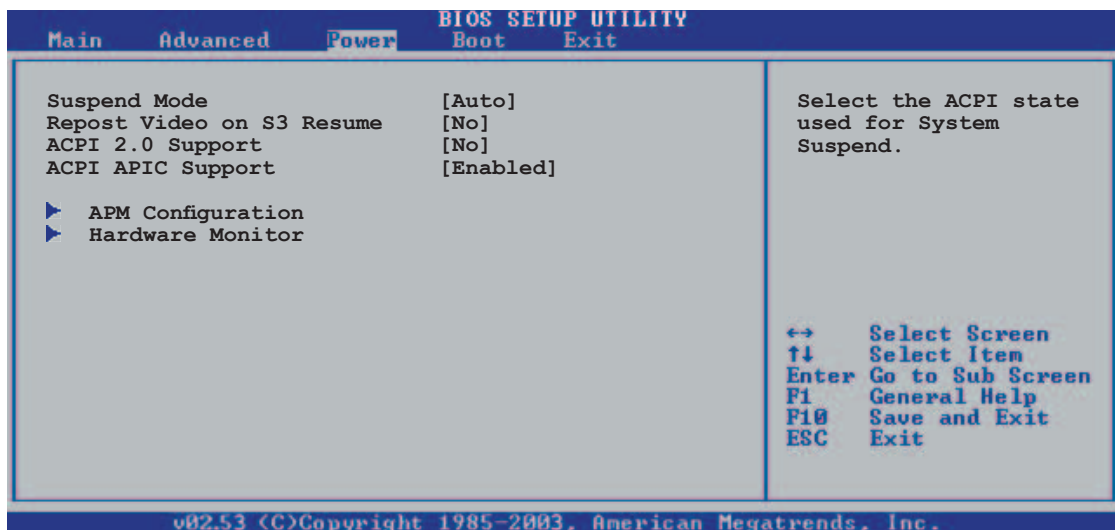 BIOS SETUP UTILITY
Main Advanced Power Boot Exit
Suspend Mode [Auto]
Repost Video on S3 Resume [No]
ACPI 2.0 Support [No]
ACPI APIC Support [Enabled]
APM Configuration
Hardware Monitor
Select the ACPI state
used for System
Suspend.
←→ Select Screen
↑↓ Select Item
Enter Go to Sub Screen
F1 General Help
F10 Save and Exit
ESC Exit
v02.53 (C)Copyright 1985-2003, American Megatrends, Inc.